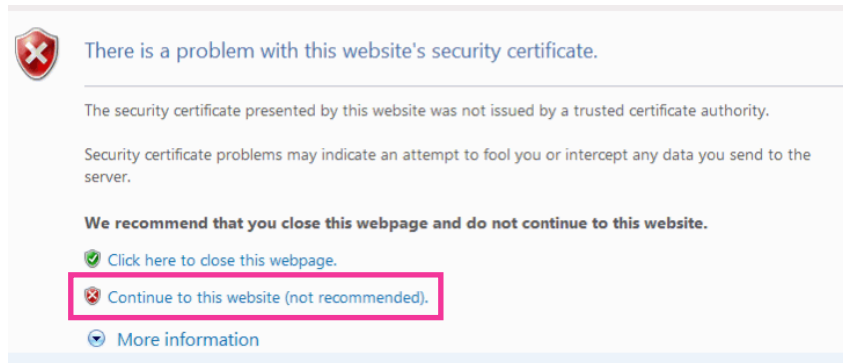 There is a problem with this website's security certificate.
The security certificate presented by this website was not issued by a trusted certificate authority.
Security certificate problems may indicate an attempt to fool you or intercept any data you send to the
server.
We recommend that you close this webpage and do not continue to this website.
Click here to close this webpage.
Continue to this website (not recommended).
More information